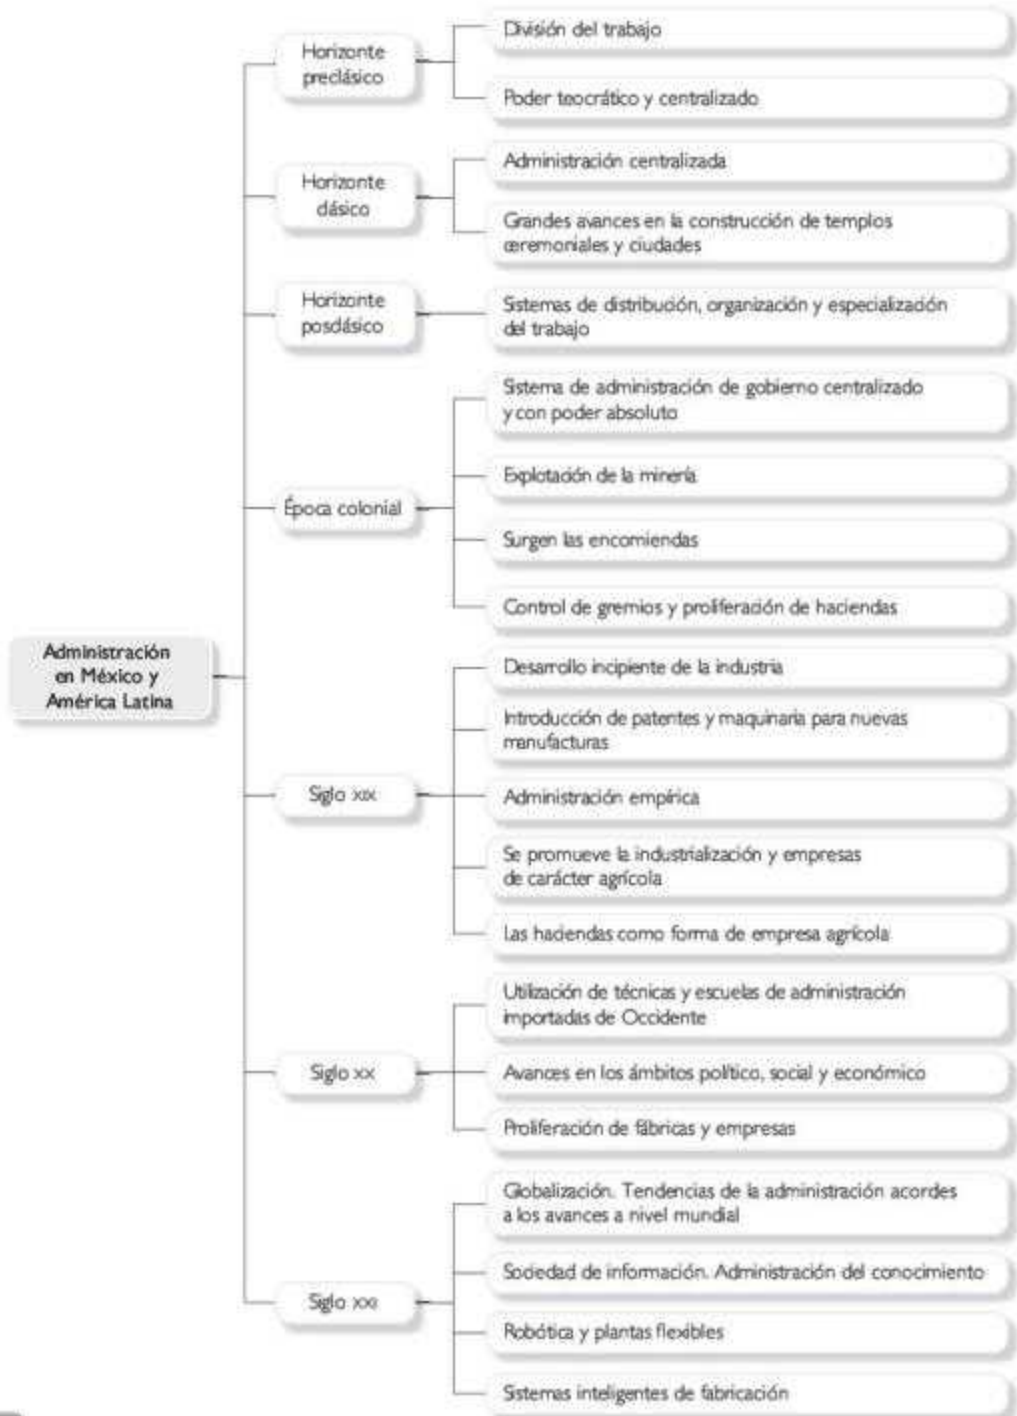 Administración
en México y
América Latina
Horizonte
preclásico
División del trabajo
Poder teocrático y centralizado
Horizonte
clásico
Administración centralizada
Grandes avances en la construcción de templos
ceremoniales y ciudades
Horizonte
posclásico
Sistemas de distribución, organización y especialización
del trabajo
Época colonial
Sistema de administración de gobierno centralizado
y con poder absoluto
Explotación de la minería
Surgen las encomiendas
Control de gremios y proliferación de haciendas
Siglo XIX
Desarrollo incipiente de la industria
Introducción de patentes y maquinaria para nuevas
manufacturas
Administración empírica
Se promueve la industrialización y empresas
de carácter agrícola
Las haciendas como forma de empresa agrícola
Siglo XX
Utilización de técnicas y escuelas de administración
importadas de Occidente
Avances en los ámbitos político, social y económico
Proliferación de fábricas y empresas
Siglo XXI
Globalización. Tendencias de la administración acordes
a los avances a nivel mundial
Sociedad de información. Administración del conocimiento
Robótica y plantas flexibles
Sistemas inteligentes de fabricación